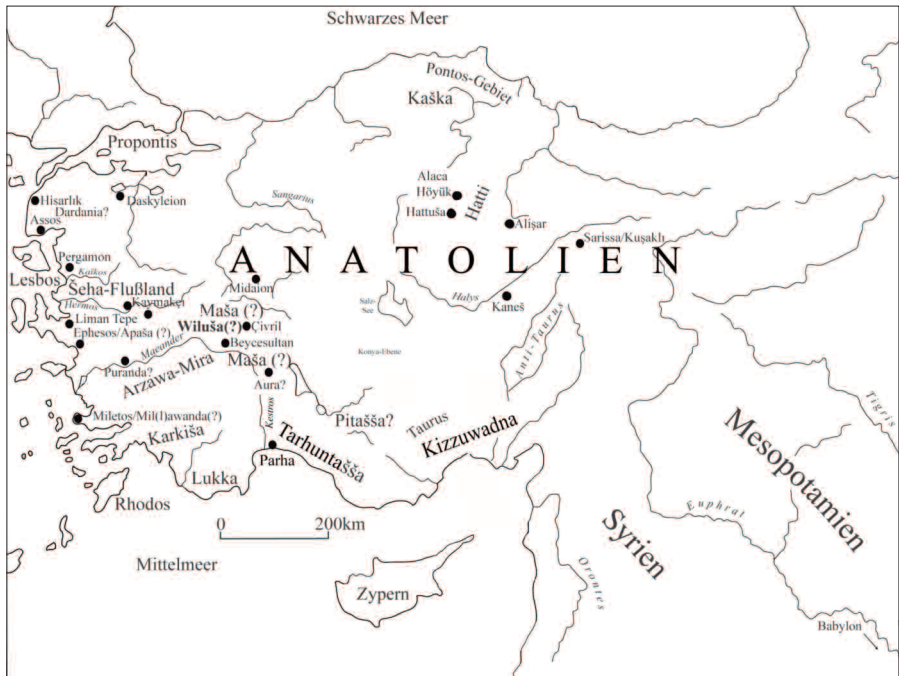 Schwarzes Meer
Pontos-Gebiet
Kaška
Propontis
Alaca
Höyük
Hatti
Hattuša
Sangarius
Hisarlık
Dardania?
Daskyleion
Assos
Alişar
Sarissa/Kuşaklı
ANATOLIEN
Pergamon
Kaikos
Lesbos
Šeha-Flußland
Midaion
Halys
Kaneš
Salz-
See
Hermos
Kaymakçı
Maša (?)
Liman Tepe
Wiluša(?)
Çivril
Ephesos/Apaša (?)
Beycesultan
Maeander
Konya-Ebene
Anti-Taurus
Maša (?)
Puranda?
Arzawa-Mira
Aura?
Tigris
Miletos/Mil(l)awanda(?)
Kestros
Pitašša?
Taurus
Kizzuwadna
Karkiša
Tarhuntašša
Mesopotamien
Lukka
Parha
Rhodos
0 200km
Euphrat
Syrien
Mittelmeer
Orontes
Zypern
Babylon